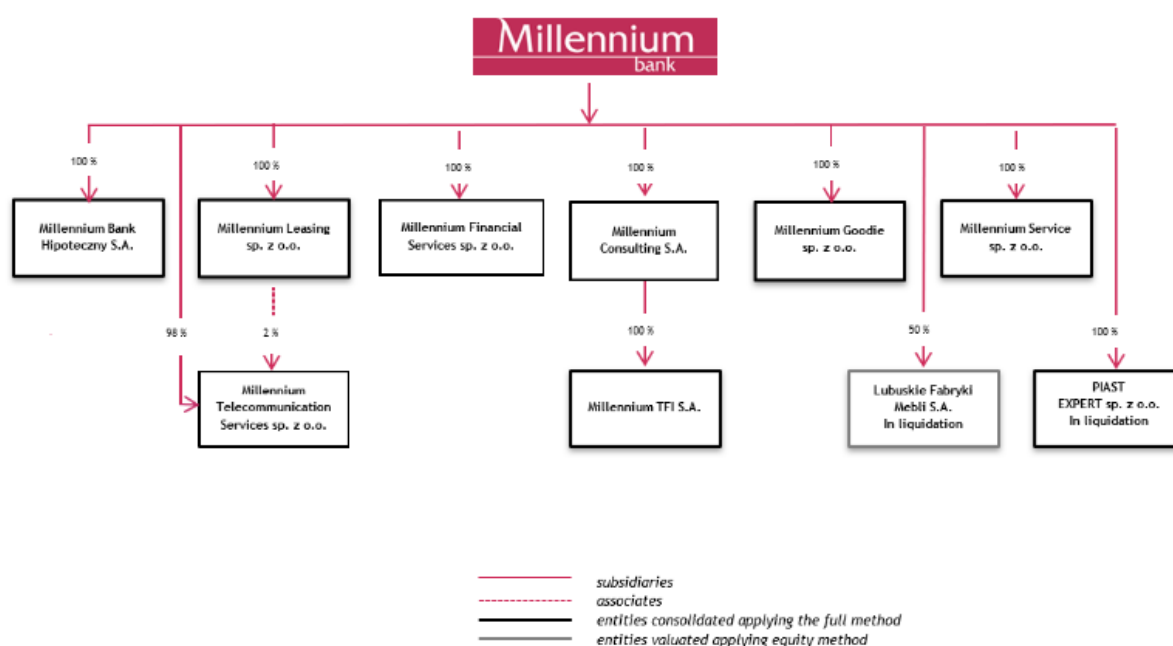 Millennium
bank
100 %
100 %
100 %
100 %
100 %
100 %
Millennium Bank
Hipoteczny S.A.
Millennium Leasing
sp. z o.o.
Millennium Financial
Services sp. z o.o.
Millennium
Consulting S.A.
Millennium Goodie
sp. z o.o.
Millennium Service
sp. z o.o.
98 %
2 %
100 %
50 %
100 %
Millennium
Telecommunication
Services sp. z o.o.
Millennium TFI S.A.
Lubuskie Fabryki
Mebli S.A.
In liquidation
PIAST
EXPERT sp. z o.o.
In liquidation
subsidiaries
associates
entities consolidated applying the full method
entities valuated applying equity method